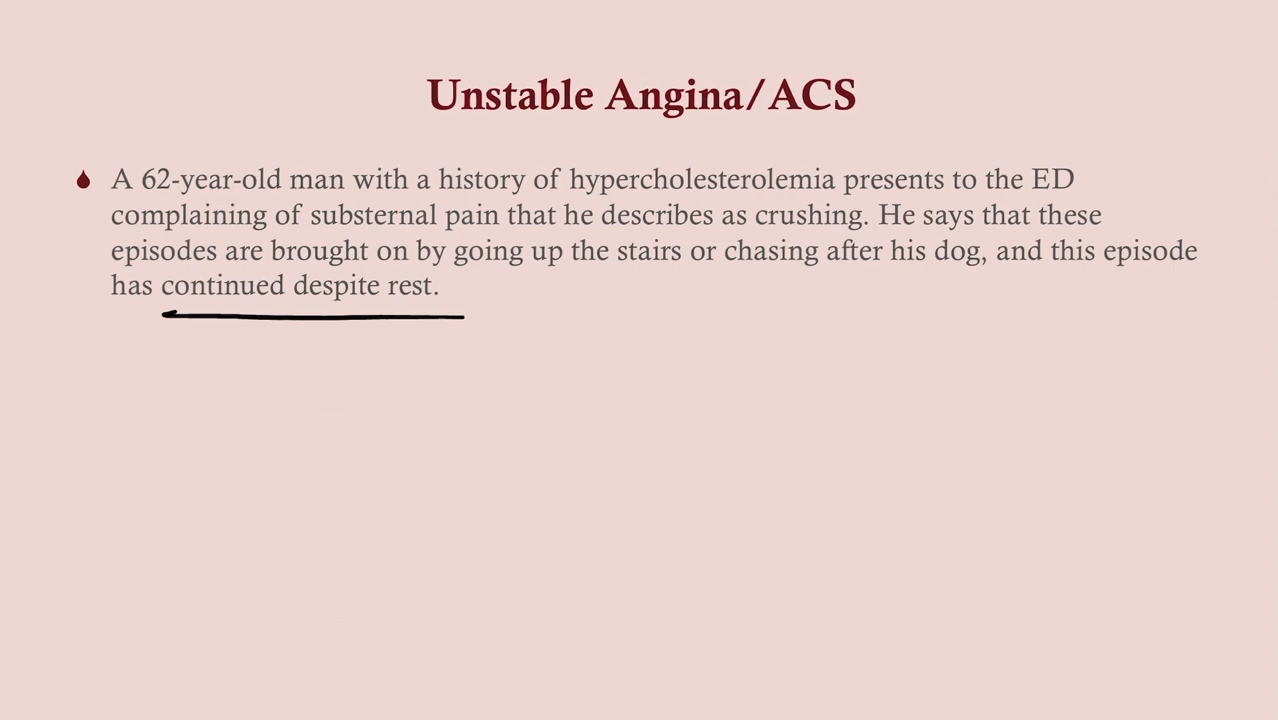 Unstable Angina/ACS
A 62-year-old man with a history of hypercholesterolemia presents to the ED
complaining of substernal pain that he describes as crushing. He says that these
episodes are brought on by going up the stairs or chasing after his dog, and this episode
has continued despite rest.